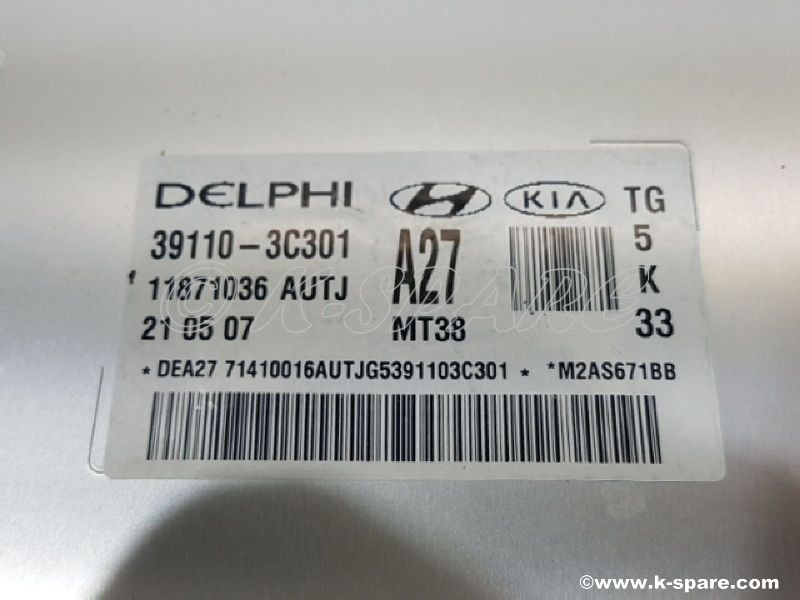 DELPHI KIA TG
39110-3C301 A27 5
11871036 AUTJ K
21 05 07 MT38 33
* DEA27 71410016AUTJG5391103C301 * *M2AS671BB
©K-SPARE
©www.k-spare.com